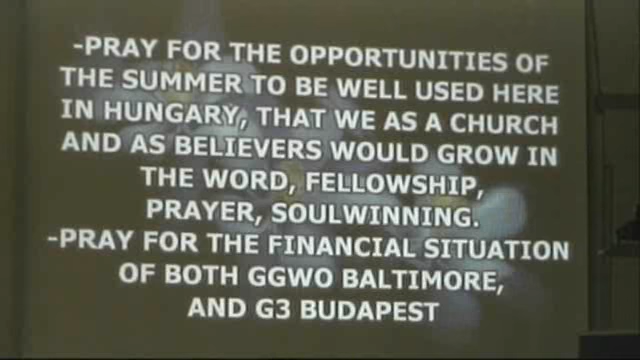 -PRAY FOR THE OPPORTUNITIES OF
THE SUMMER TO BE WELL USED HERE
IN HUNGARY, THAT WE AS A CHURCH
AND AS BELIEVERS WOULD GROW IN
THE WORD, FELLOWSHIP,
PRAYER, SOULWINNING.
-PRAY FOR THE FINANCIAL SITUATION
OF BOTH GGWO BALTIMORE,
AND G3 BUDAPEST